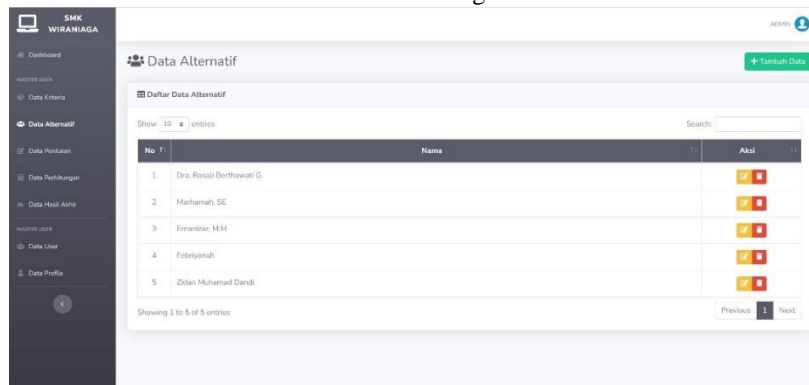 SMK
WIRANIAGA
ADMIN
Dashboard
Data Alternatif
+ Tambah Data
MASTER DATA
Data Kriteria
Daftar Data Alternatif
Data Alternatif
Show 10 entries
Search:
Data Penilaian
No
Nama
Aksi
Data Perhitungan
1 Dra, Rosati Berthawati G
Data Hasil Akhir
2 Marhamah, SE
MASTER USER
3 Ernanizar, M.M
Data User
4 Febriyonah
Data Profile
5 Zidan Muhamad Dandi
Showing 1 to 5 of 5 entries
Previous 1 Next